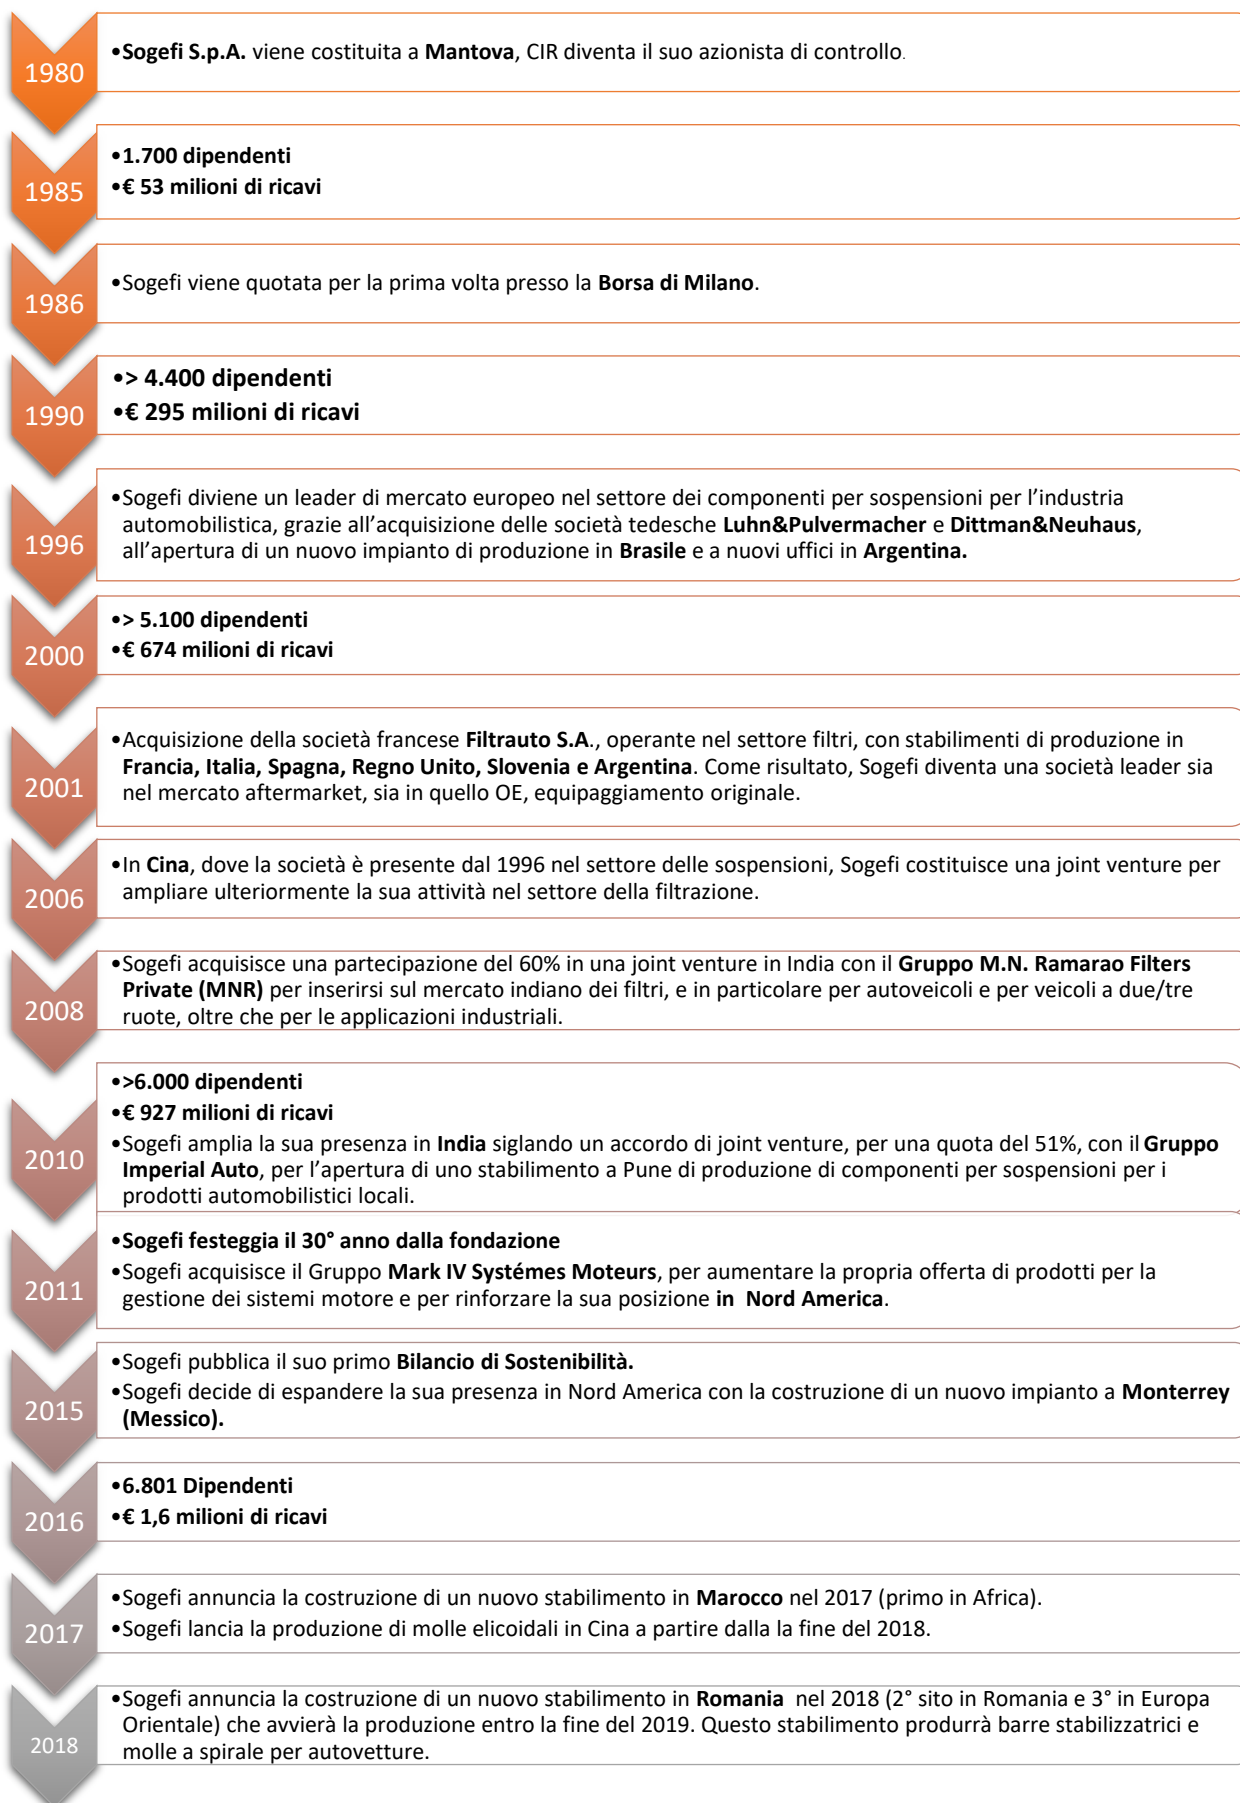 1980
•Sogefi S.p.A. viene costituita a Mantova, CIR diventa il suo azionista di controllo.
1985
•1.700 dipendenti
•€ 53 milioni di ricavi
1986
•Sogefi viene quotata per la prima volta presso la Borsa di Milano.
1990
•> 4.400 dipendenti
•€ 295 milioni di ricavi
1996
•Sogefi diviene un leader di mercato europeo nel settore dei componenti per sospensioni per l’industria
automobilistica, grazie all’acquisizione delle società tedesche Luhn&Pulvermacher e Dittman&Neuhaus,
all’apertura di un nuovo impianto di produzione in Brasile e a nuovi uffici in Argentina.
2000
•> 5.100 dipendenti
•€ 674 milioni di ricavi
2001
•Acquisizione della società francese Filtrauto S.A., operante nel settore filtri, con stabilimenti di produzione in
Francia, Italia, Spagna, Regno Unito, Slovenia e Argentina. Come risultato, Sogefi diventa una società leader sia
nel mercato aftermarket, sia in quello OE, equipaggiamento originale.
2006
•In Cina, dove la società è presente dal 1996 nel settore delle sospensioni, Sogefi costituisce una joint venture per
ampliare ulteriormente la sua attività nel settore della filtrazione.
2008
•Sogefi acquisisce una partecipazione del 60% in una joint venture in India con il Gruppo M.N. Ramarao Filters
Private (MNR) per inserirsi sul mercato indiano dei filtri, e in particolare per autoveicoli e per veicoli a due/tre
ruote, oltre che per le applicazioni industriali.
2010
•>6.000 dipendenti
•€ 927 milioni di ricavi
•Sogefi amplia la sua presenza in India siglando un accordo di joint venture, per una quota del 51%, con il Gruppo
Imperial Auto, per l’apertura di uno stabilimento a Pune di produzione di componenti per sospensioni per i
prodotti automobilistici locali.
2011
•Sogefi festeggia il 30° anno dalla fondazione
•Sogefi acquisisce il Gruppo Mark IV Systémes Moteurs, per aumentare la propria offerta di prodotti per la
gestione dei sistemi motore e per rinforzare la sua posizione in Nord America.
2015
•Sogefi pubblica il suo primo Bilancio di Sostenibilità.
•Sogefi decide di espandere la sua presenza in Nord America con la costruzione di un nuovo impianto a Monterrey
(Messico).
2016
•6.801 Dipendenti
•€ 1,6 milioni di ricavi
2017
•Sogefi annuncia la costruzione di un nuovo stabilimento in Marocco nel 2017 (primo in Africa).
•Sogefi lancia la produzione di molle elicoidali in Cina a partire dalla la fine del 2018.
2018
•Sogefi annuncia la costruzione di un nuovo stabilimento in Romania nel 2018 (2° sito in Romania e 3° in Europa
Orientale) che avvierà la produzione entro la fine del 2019. Questo stabilimento produrrà barre stabilizzatrici e
molle a spirale per autovetture.